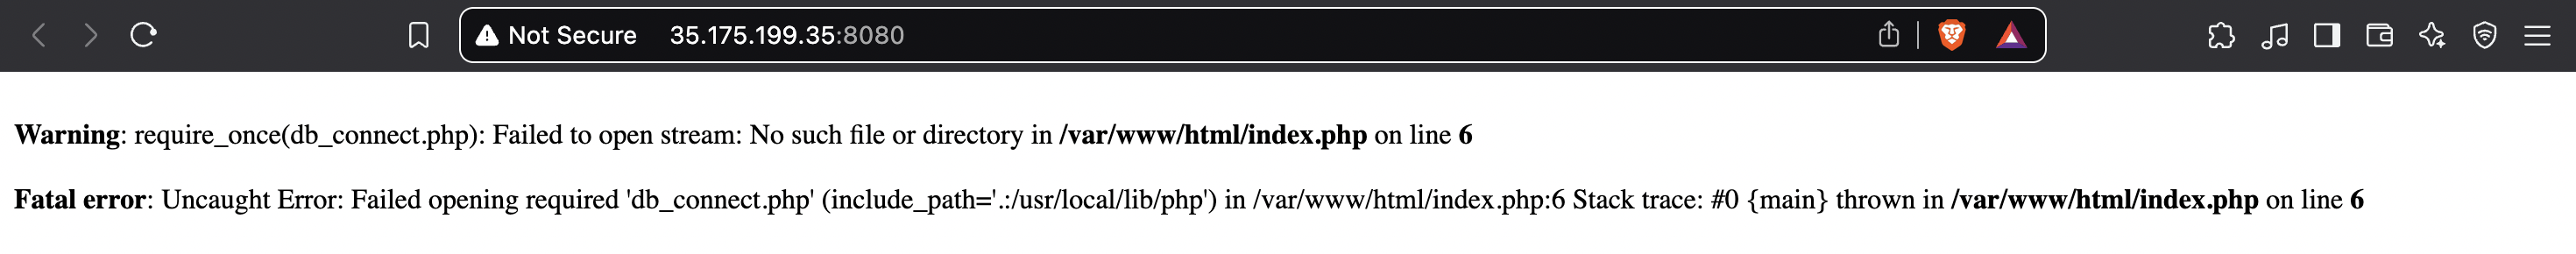 Not Secure 35.175.199.35:8080
Warning: require_once(db_connect.php): Failed to open stream: No such file or directory in /var/www/html/index.php on line 6
Fatal error: Uncaught Error: Failed opening required 'db_connect.php' (include_path='.:/usr/local/lib/php') in /var/www/html/index.php:6 Stack trace: #0 {main} thrown in /var/www/html/index.php on line 6